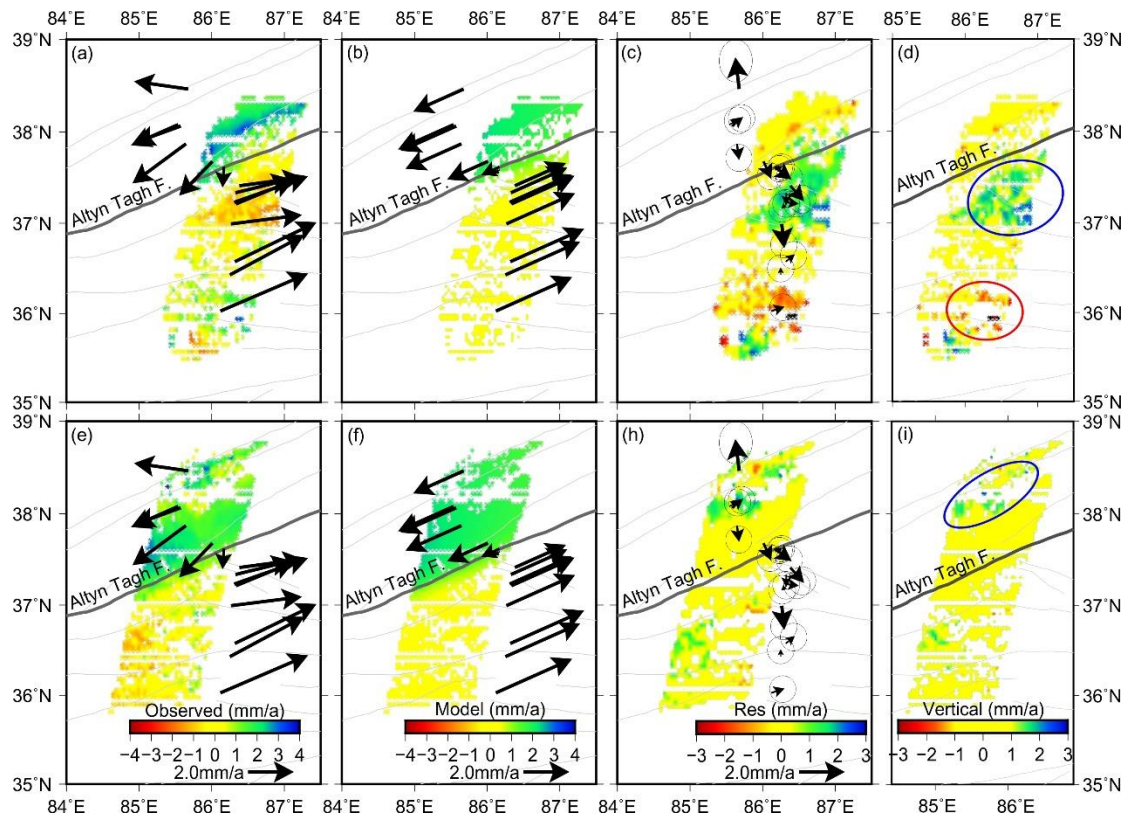 84˚E 85˚E 86˚E 87˚E 84˚E 85˚E 86˚E 87˚E 84˚E 85˚E 86˚E 87˚E 85˚E 86˚E 87˚E
39˚N (a) (b) (c) (d) 39˚N
38˚N 38˚N
Altyn Tagh F. Altyn Tagh F. Altyn Tagh F. Altyn Tagh F.
37˚N 37˚N
36˚N 36˚N
35˚N 35˚N
39˚N (e) (f) (h) (i) 39˚N
38˚N 38˚N
Altyn Tagh F. Altyn Tagh F. Altyn Tagh F. Altyn Tagh F.
37˚N 37˚N
36˚N 36˚N
Observed (mm/a) Model (mm/a) Res (mm/a) Vertical (mm/a)
−4 −3 −2 −1 0 1 2 3 4 −4 −3 −2 −1 0 1 2 3 4 −3 −2 −1 0 1 2 3 −3 −2 −1 0 1 2 3
2.0mm/a 2.0mm/a 2.0mm/a
35˚N 35˚N
84˚E 85˚E 86˚E 87˚E 84˚E 85˚E 86˚E 87˚E 84˚E 85˚E 86˚E 87˚E 85˚E 86˚E